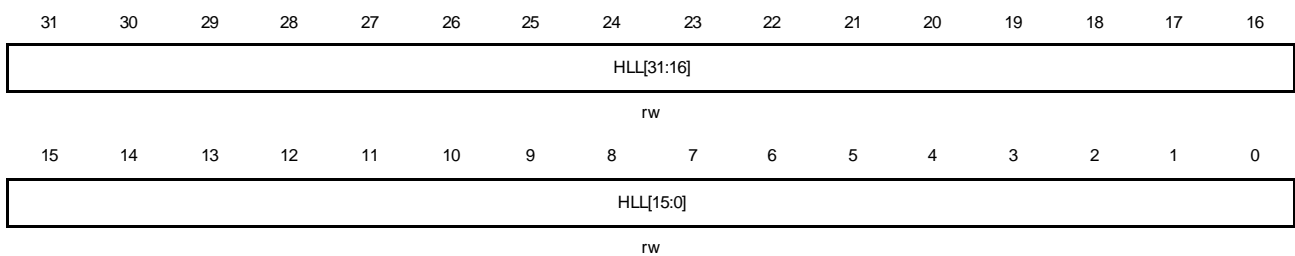 31 30 29 28 27 26 25 24 23 22 21 20 19 18 17 16
HLL[31:16]
rw
15 14 13 12 11 10 9 8 7 6 5 4 3 2 1 0
HLL[15:0]
rw